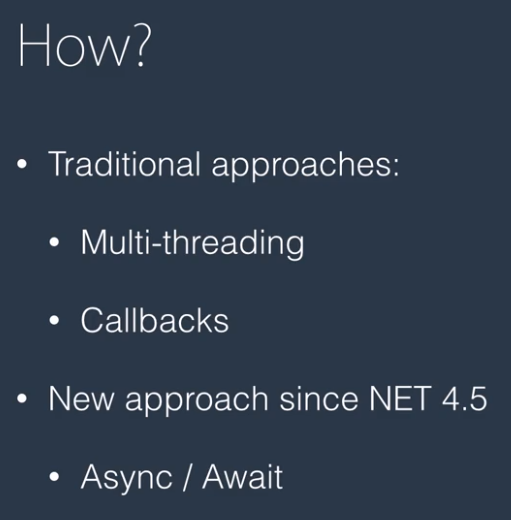 How?
• Traditional approaches:
• Multi-threading
• Callbacks
• New approach since NET 4.5
• Async / Await